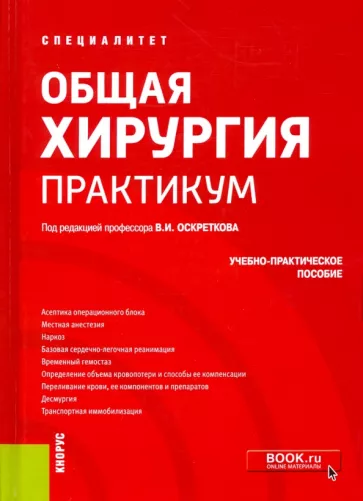 СПЕЦИАЛИТЕТ
ОБЩАЯ
ХИРУРГИЯ
ПРАКТИКУМ
Под редакцией профессора В.И. ОСКРЕТКОВА
УЧЕБНО-ПРАКТИЧЕСКОЕ
ПОСОБИЕ
Асептика операционного блока
Местная анестезия
Наркоз
Базовая сердечно-легочная реанимация
Временный гемостаз
Определение объема кровопотери и способы ее компенсации
Переливание крови, ее компонентов и препаратов
Десмургия
Транспортная иммобилизация
КНОРУС
BOOK.ru
ONLINE МАТЕРИАЛЫ